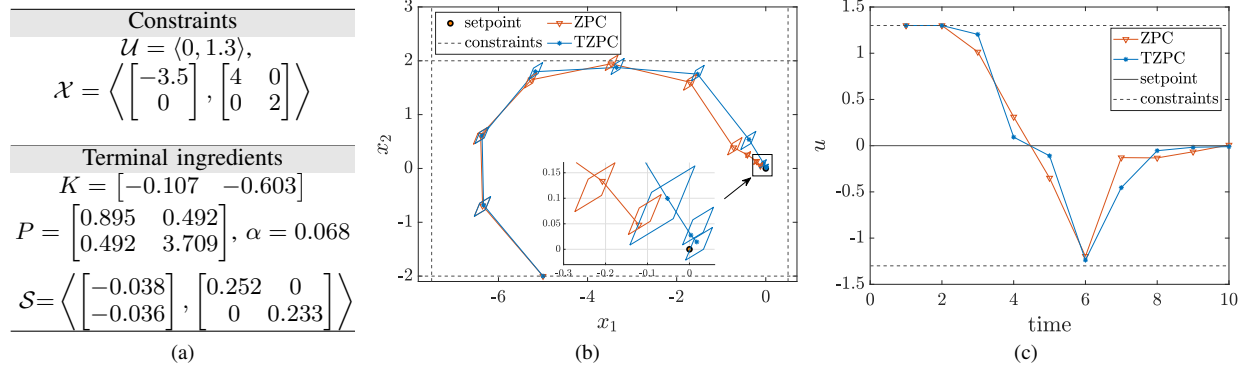 Constraints
𝒰 = ⟨0, 1.3⟩,
𝒳 = ⟨[−3.5 0], [4 0 0 2]⟩
Terminal ingredients
K = [−0.107 −0.603]
P = [0.895 0.492 0.492 3.709], α = 0.068
𝒮 = ⟨[−0.038 −0.036], [0.252 0 0 0.233]⟩
(a)
setpoint ZPC
constraints TZPC
3
2
1
0
-1
-2
x₂
0.15
0.1
0.05
0
-0.3 -0.2 -0.1 0
-6 -4 -2 0
x₁
(b)
ZPC
TZPC
setpoint
constraints
1.5
1
0.5
0
-0.5
-1
-1.5
u
0 2 4 6 8 10
time
(c)